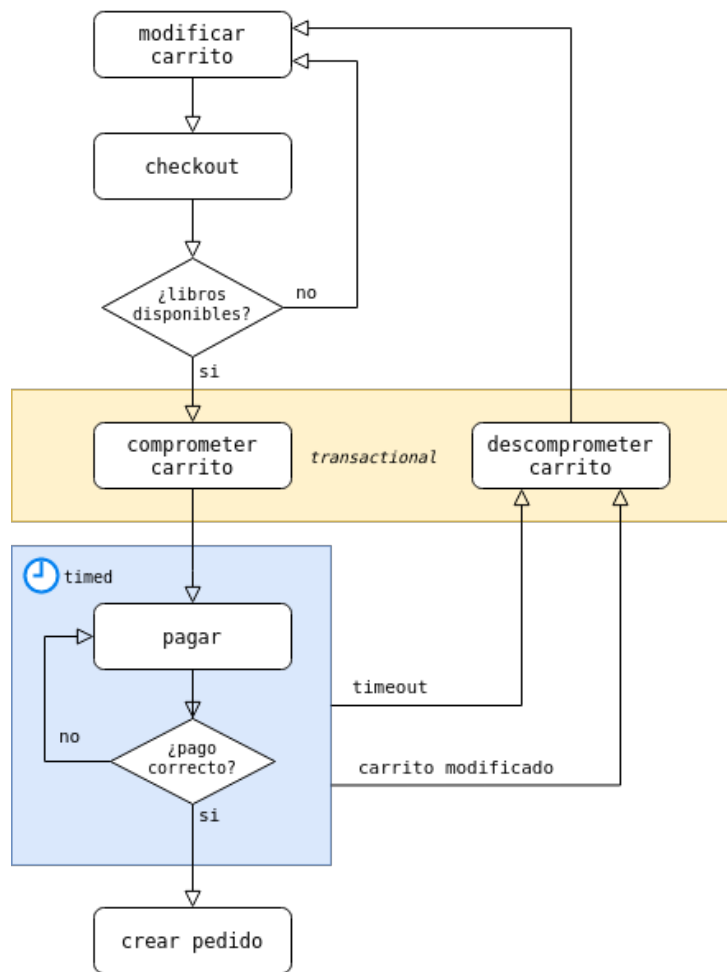 modificar
carrito
checkout
¿libros
disponibles?
no
si
comprometer
carrito
transactional
descomprometer
carrito
timed
pagar
timeout
no
¿pago
correcto?
carrito modificado
si
crear pedido